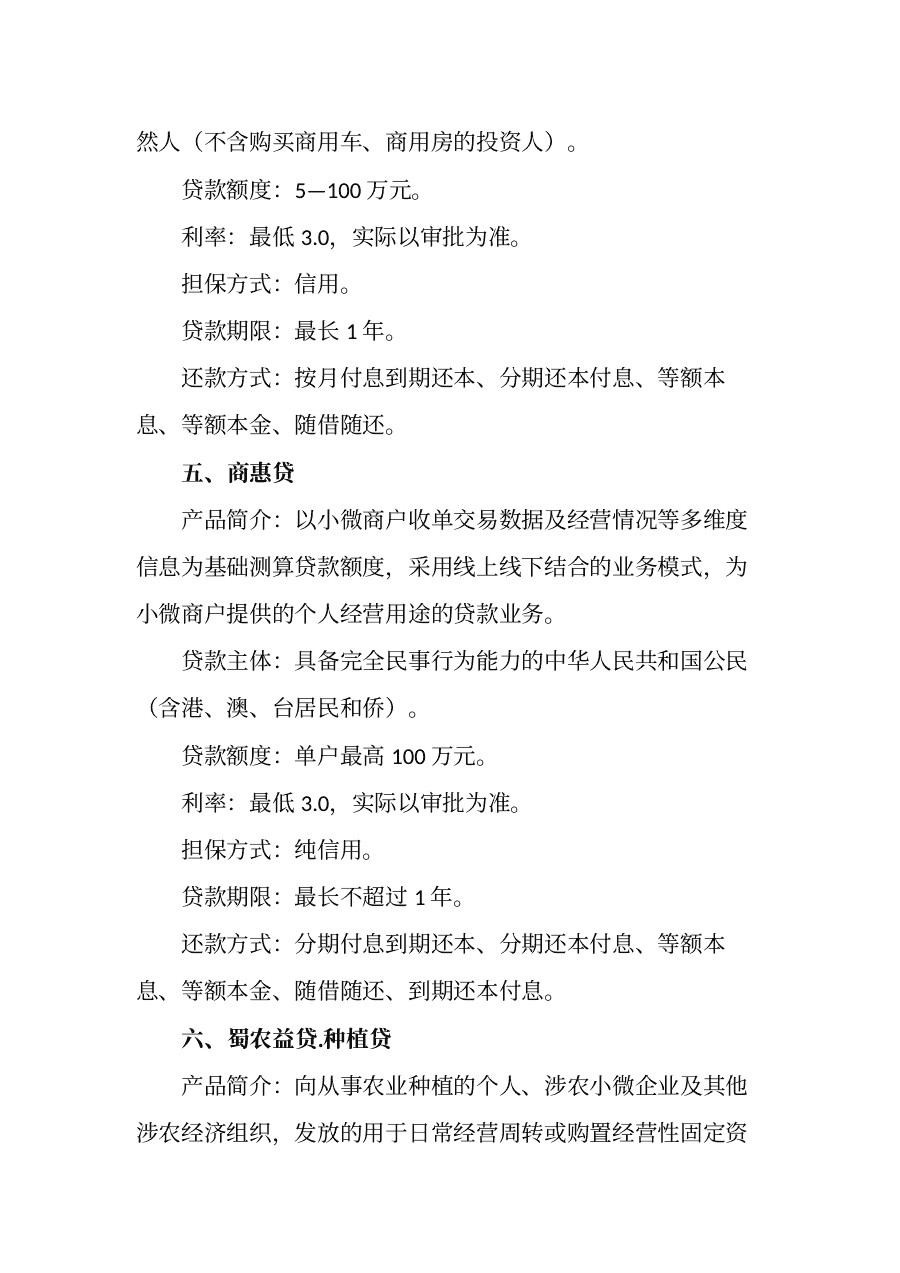 然人（不含购买商用车、商用房的投资人）。
贷款额度：5—100 万元。
利率：最低 3.0，实际以审批为准。
担保方式：信用。
贷款期限：最长 1 年。
还款方式：按月付息到期还本、分期还本付息、等额本
息、等额本金、随借随还。
五、商惠贷
产品简介：以小微商户收单交易数据及经营情况等多维度
信息为基础测算贷款额度，采用线上线下结合的业务模式，为
小微商户提供的个人经营用途的贷款业务。
贷款主体：具备完全民事行为能力的中华人民共和国公民
（含港、澳、台居民和侨）。
贷款额度：单户最高 100 万元。
利率：最低 3.0，实际以审批为准。
担保方式：纯信用。
贷款期限：最长不超过 1 年。
还款方式：分期付息到期还本、分期还本付息、等额本
息、等额本金、随借随还、到期还本付息。
六、蜀农益贷.种植贷
产品简介：向从事农业种植的个人、涉农小微企业及其他
涉农经济组织，发放的用于日常经营周转或购置经营性固定资